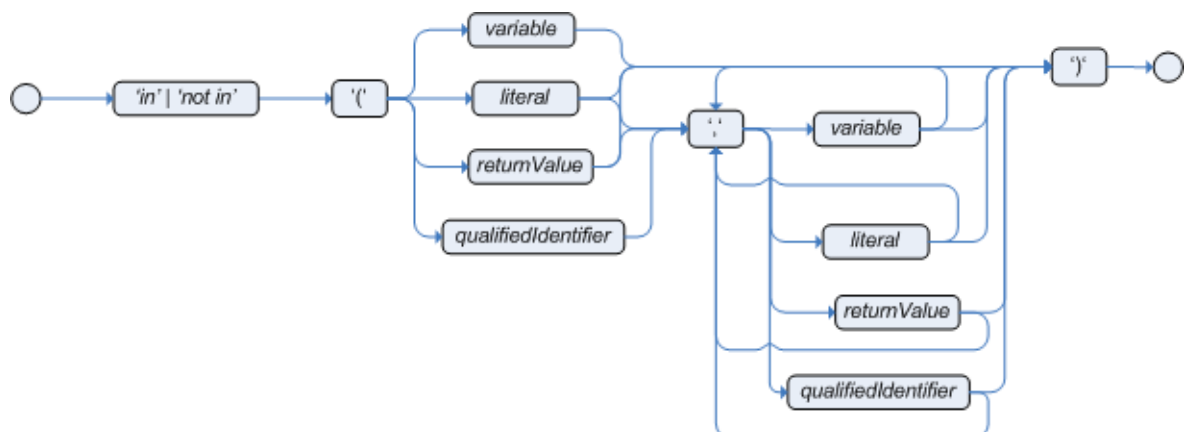 variable
'in' | 'not in'
'('
literal
returnValue
qualifiedIdentifier
','
variable
literal
returnValue
qualifiedIdentifier
')'